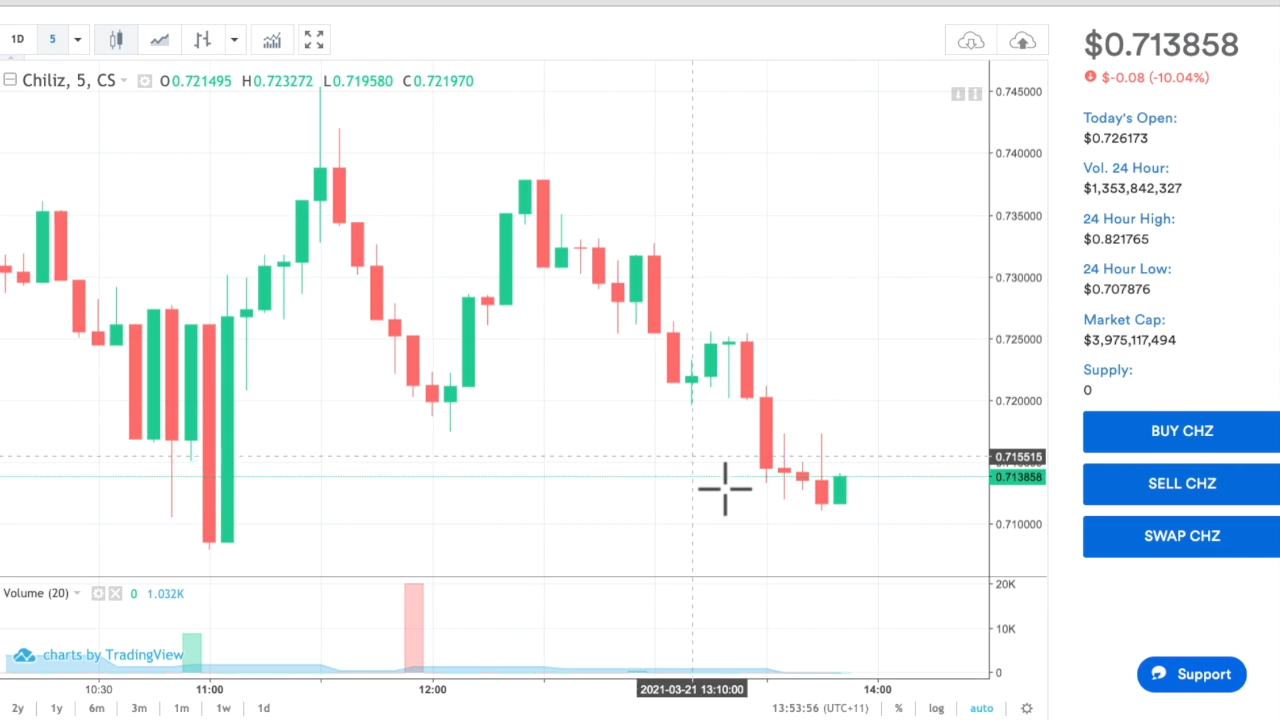 1D 5
Chiliz, 5, CS O0.721495 H0.723272 L0.719580 C0.721970
0.745000
0.740000
0.735000
0.730000
0.725000
0.720000
0.715515
0.713858
0.710000
Volume (20) 0 1.032K
20K
10K
0
charts by TradingView
10:30 11:00 12:00 2021-03-21 13:10:00 14:00
2y 1y 6m 3m 1m 1w 1d 13:53:56 (UTC+11) % log auto
$0.713858
$-0.08 (-10.04%)
Today's Open:
$0.726173
Vol. 24 Hour:
$1,353,842,327
24 Hour High:
$0.821765
24 Hour Low:
$0.707876
Market Cap:
$3,975,117,494
Supply:
0
BUY CHZ
SELL CHZ
SWAP CHZ
Support